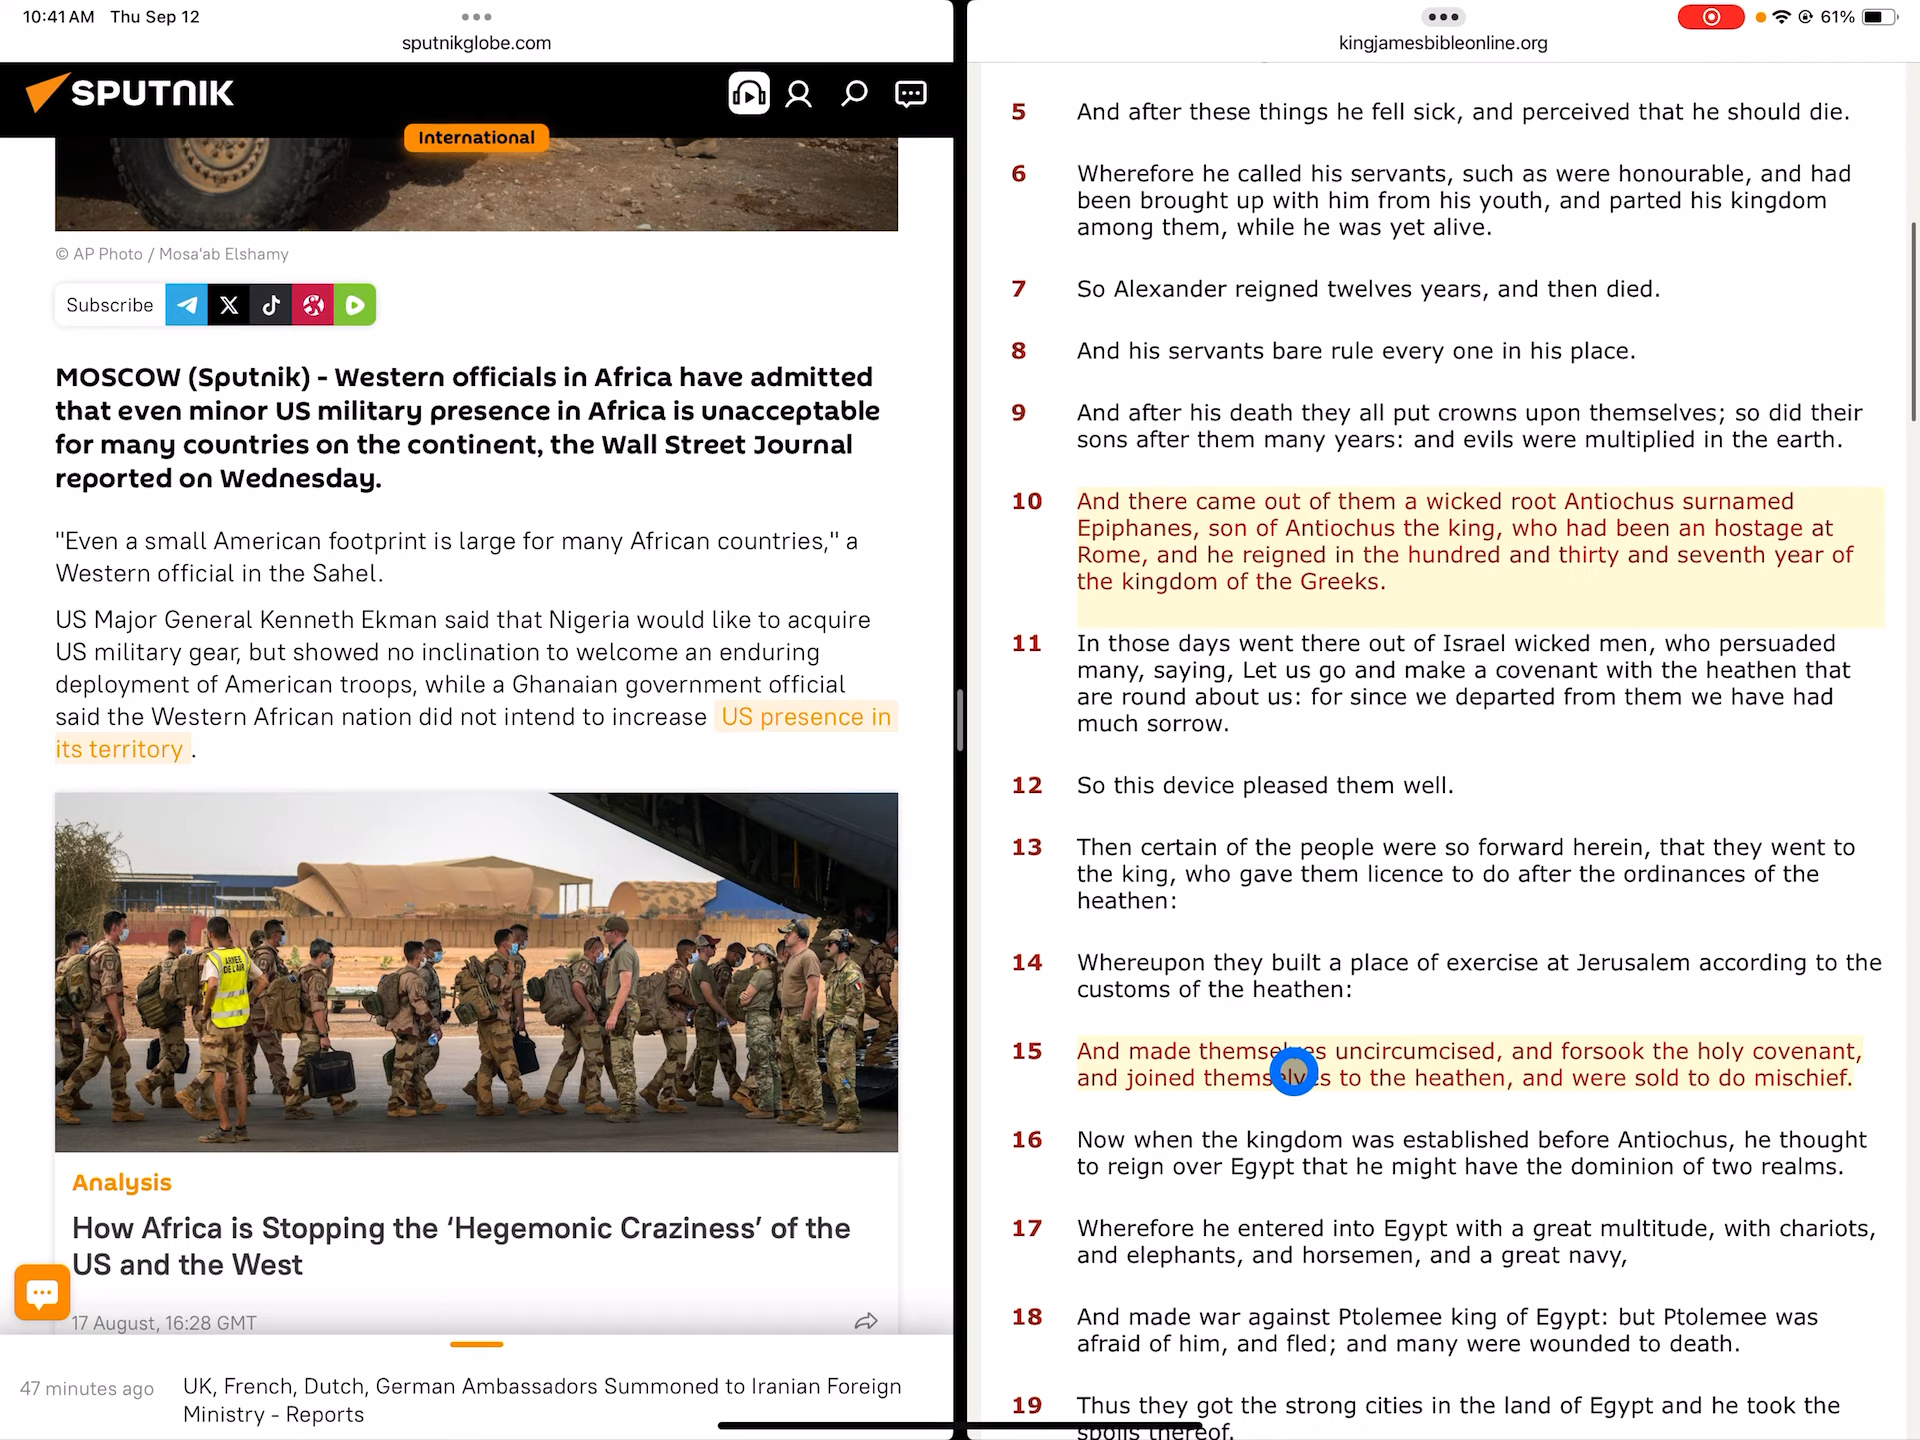 10:41 AM Thu Sep 12
sputnikglobe.com
SPUTNIK
International
© AP Photo / Mosa'ab Elshamy
Subscribe
MOSCOW (Sputnik) - Western officials in Africa have admitted
that even minor US military presence in Africa is unacceptable
for many countries on the continent, the Wall Street Journal
reported on Wednesday.
"Even a small American footprint is large for many African countries," a
Western official in the Sahel.
US Major General Kenneth Ekman said that Nigeria would like to acquire
US military gear, but showed no inclination to welcome an enduring
deployment of American troops, while a Ghanaian government official
said the Western African nation did not intend to increase US presence in
its territory .
ARMEE
DE L'AIR
Analysis
How Africa is Stopping the ‘Hegemonic Craziness’ of the
US and the West
17 August, 16:28 GMT
47 minutes ago
UK, French, Dutch, German Ambassadors Summoned to Iranian Foreign
Ministry - Reports
61%
kingjamesbibleonline.org
5 And after these things he fell sick, and perceived that he should die.
6 Wherefore he called his servants, such as were honourable, and had
been brought up with him from his youth, and parted his kingdom
among them, while he was yet alive.
7 So Alexander reigned twelves years, and then died.
8 And his servants bare rule every one in his place.
9 And after his death they all put crowns upon themselves; so did their
sons after them many years: and evils were multiplied in the earth.
10 And there came out of them a wicked root Antiochus surnamed
Epiphanes, son of Antiochus the king, who had been an hostage at
Rome, and he reigned in the hundred and thirty and seventh year of
the kingdom of the Greeks.
11 In those days went there out of Israel wicked men, who persuaded
many, saying, Let us go and make a covenant with the heathen that
are round about us: for since we departed from them we have had
much sorrow.
12 So this device pleased them well.
13 Then certain of the people were so forward herein, that they went to
the king, who gave them licence to do after the ordinances of the
heathen:
14 Whereupon they built a place of exercise at Jerusalem according to the
customs of the heathen:
15 And made themselves uncircumcised, and forsook the holy covenant,
and joined themselves to the heathen, and were sold to do mischief.
16 Now when the kingdom was established before Antiochus, he thought
to reign over Egypt that he might have the dominion of two realms.
17 Wherefore he entered into Egypt with a great multitude, with chariots,
and elephants, and horsemen, and a great navy,
18 And made war against Ptolemee king of Egypt: but Ptolemee was
afraid of him, and fled; and many were wounded to death.
19 Thus they got the strong cities in the land of Egypt and he took the
spoils thereof.